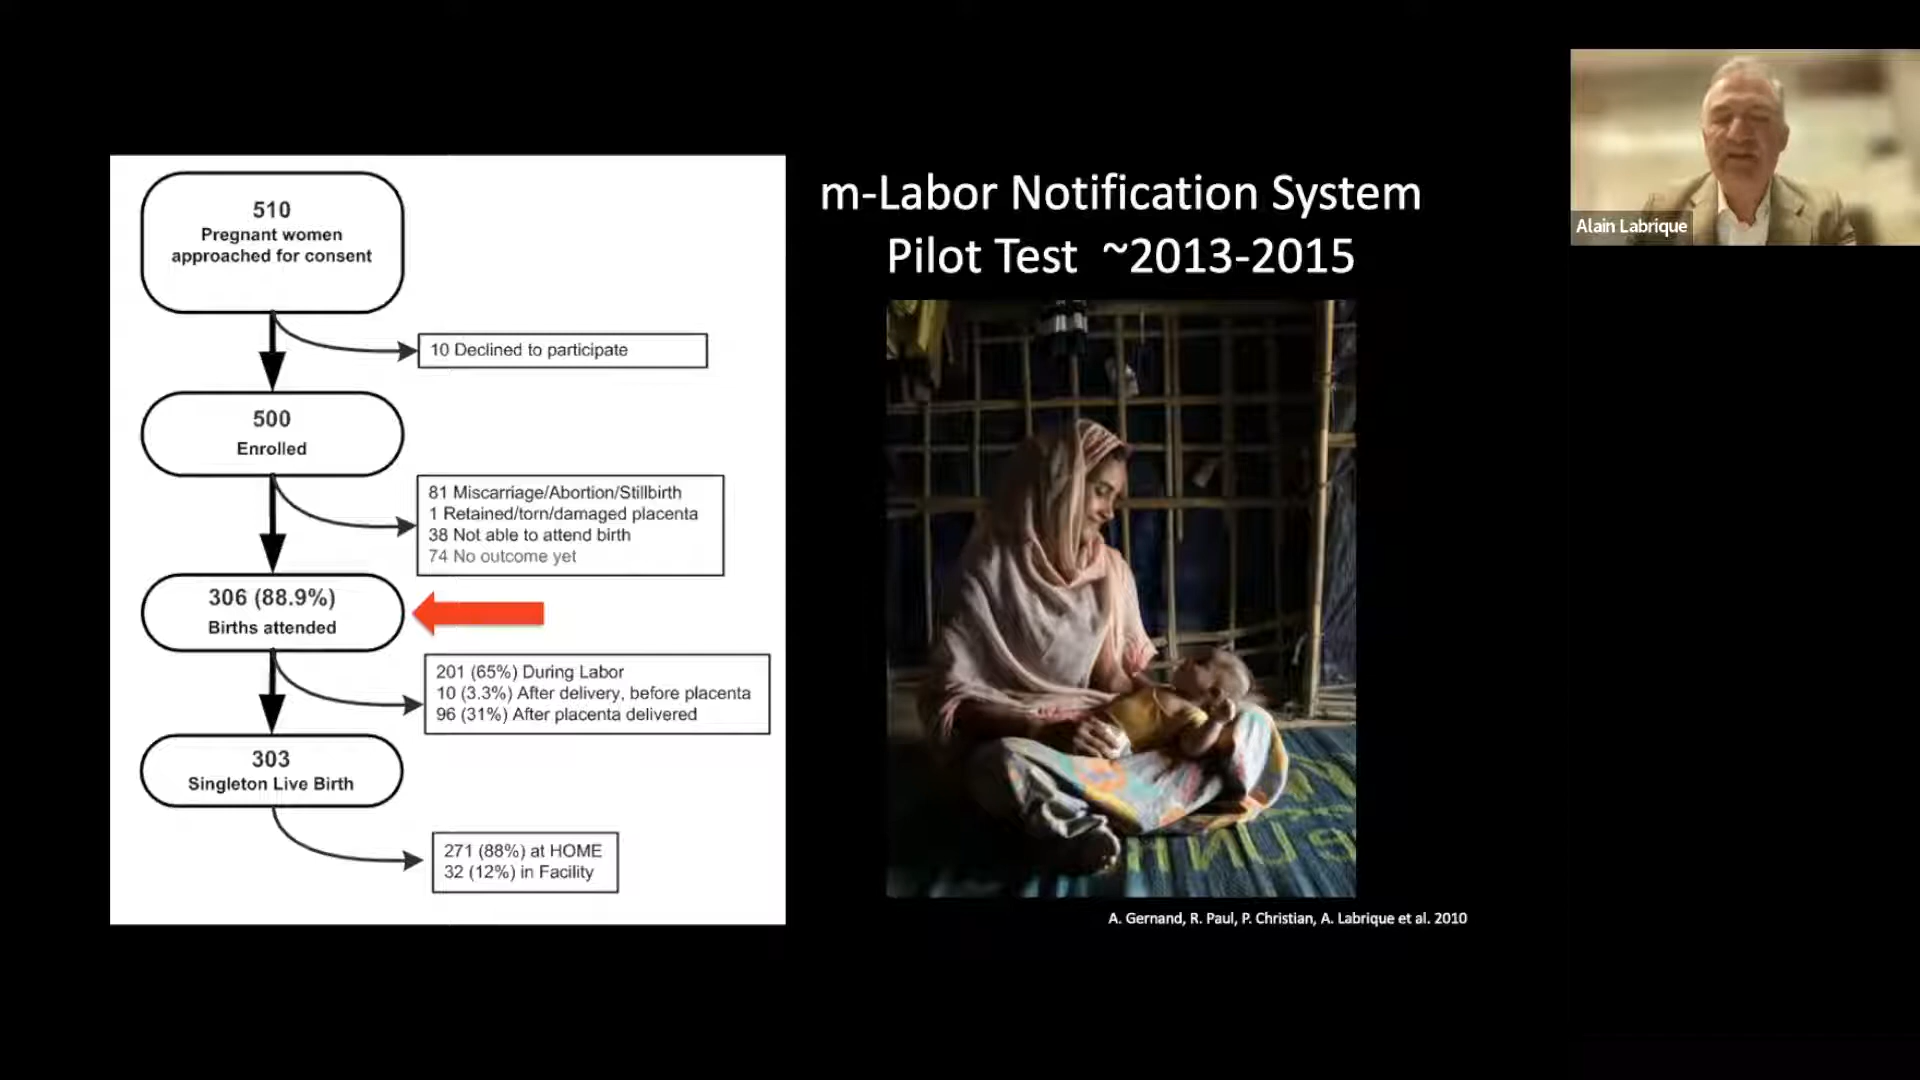 m-Labor Notification System
Pilot Test ~2013-2015
510
Pregnant women
approached for consent
10 Declined to participate
500
Enrolled
81 Miscarriage/Abortion/Stillbirth
1 Retained/torn/damaged placenta
38 Not able to attend birth
74 No outcome yet
306 (88.9%)
Births attended
201 (65%) During Labor
10 (3.3%) After delivery, before placenta
96 (31%) After placenta delivered
303
Singleton Live Birth
271 (88%) at HOME
32 (12%) in Facility
A. Gernand, R. Paul, P. Christian, A. Labrique et al. 2010
Alain Labrique